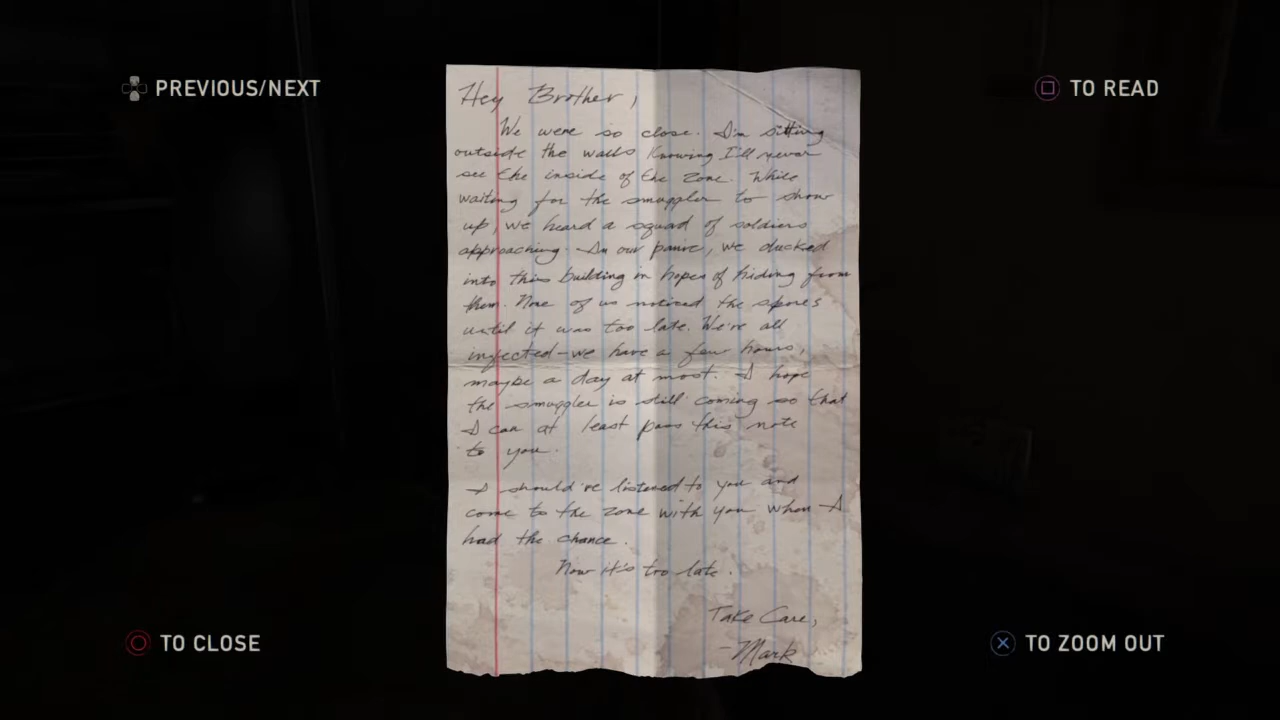 PREVIOUS/NEXT
TO READ
Hey Brother,
We were so close. I'm sitting
outside the walls knowing I'll never
see the inside of the zone. While
waiting for the smuggler to show
up, we heard a squad of soldiers
approaching. In our panic, we ducked
into this building in hopes of hiding from
them. None of us noticed the spores
until it was too late. We're all
infected-we have a few hours,
maybe a day at most. I hope
the smuggler is still coming so that
I can at least pass this note
to you.
I should've listened to you and
come to the zone with you when I
had the chance.
Now it's too late.
Take Care,
-Mark
TO CLOSE
TO ZOOM OUT